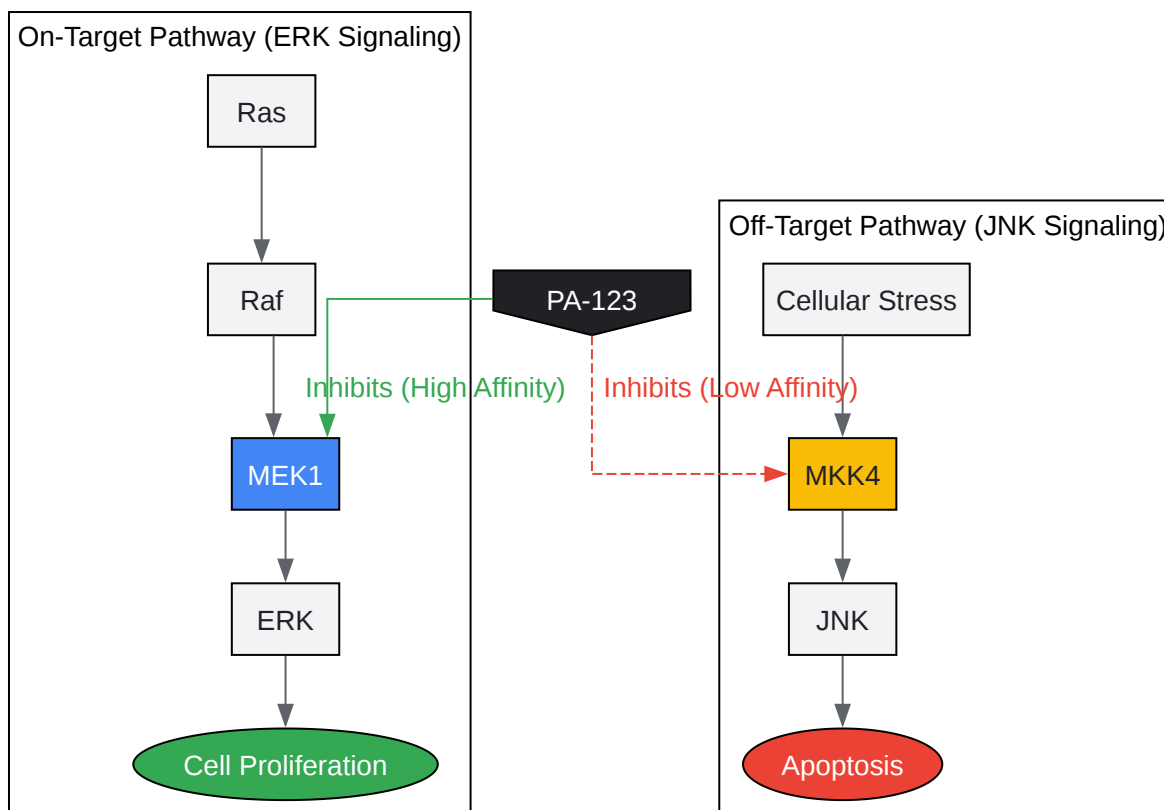 On-Target Pathway (ERK Signaling)
Ras
Raf
Inhibits (High Affinity)
MEK1
ERK
Cell Proliferation
PA-123
Inhibits (Low Affinity)
Off-Target Pathway (JNK Signaling)
Cellular Stress
MKK4
JNK
Apoptosis